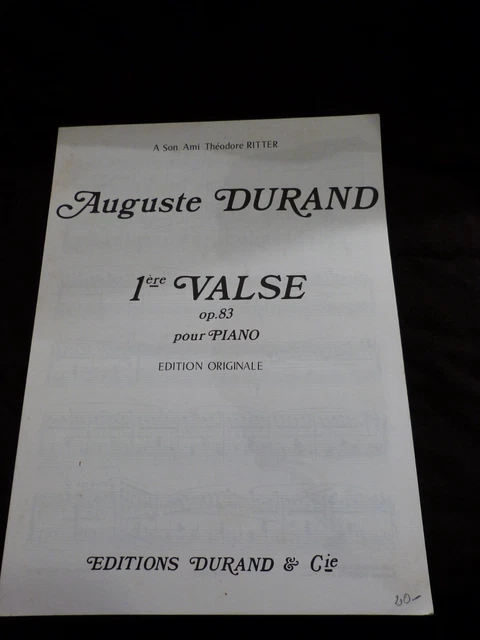 A Son Ami Théodore RITTER
Auguste DURAND
1ère VALSE
op.83
pour PIANO
EDITION ORIGINALE
EDITIONS DURAND & Cie